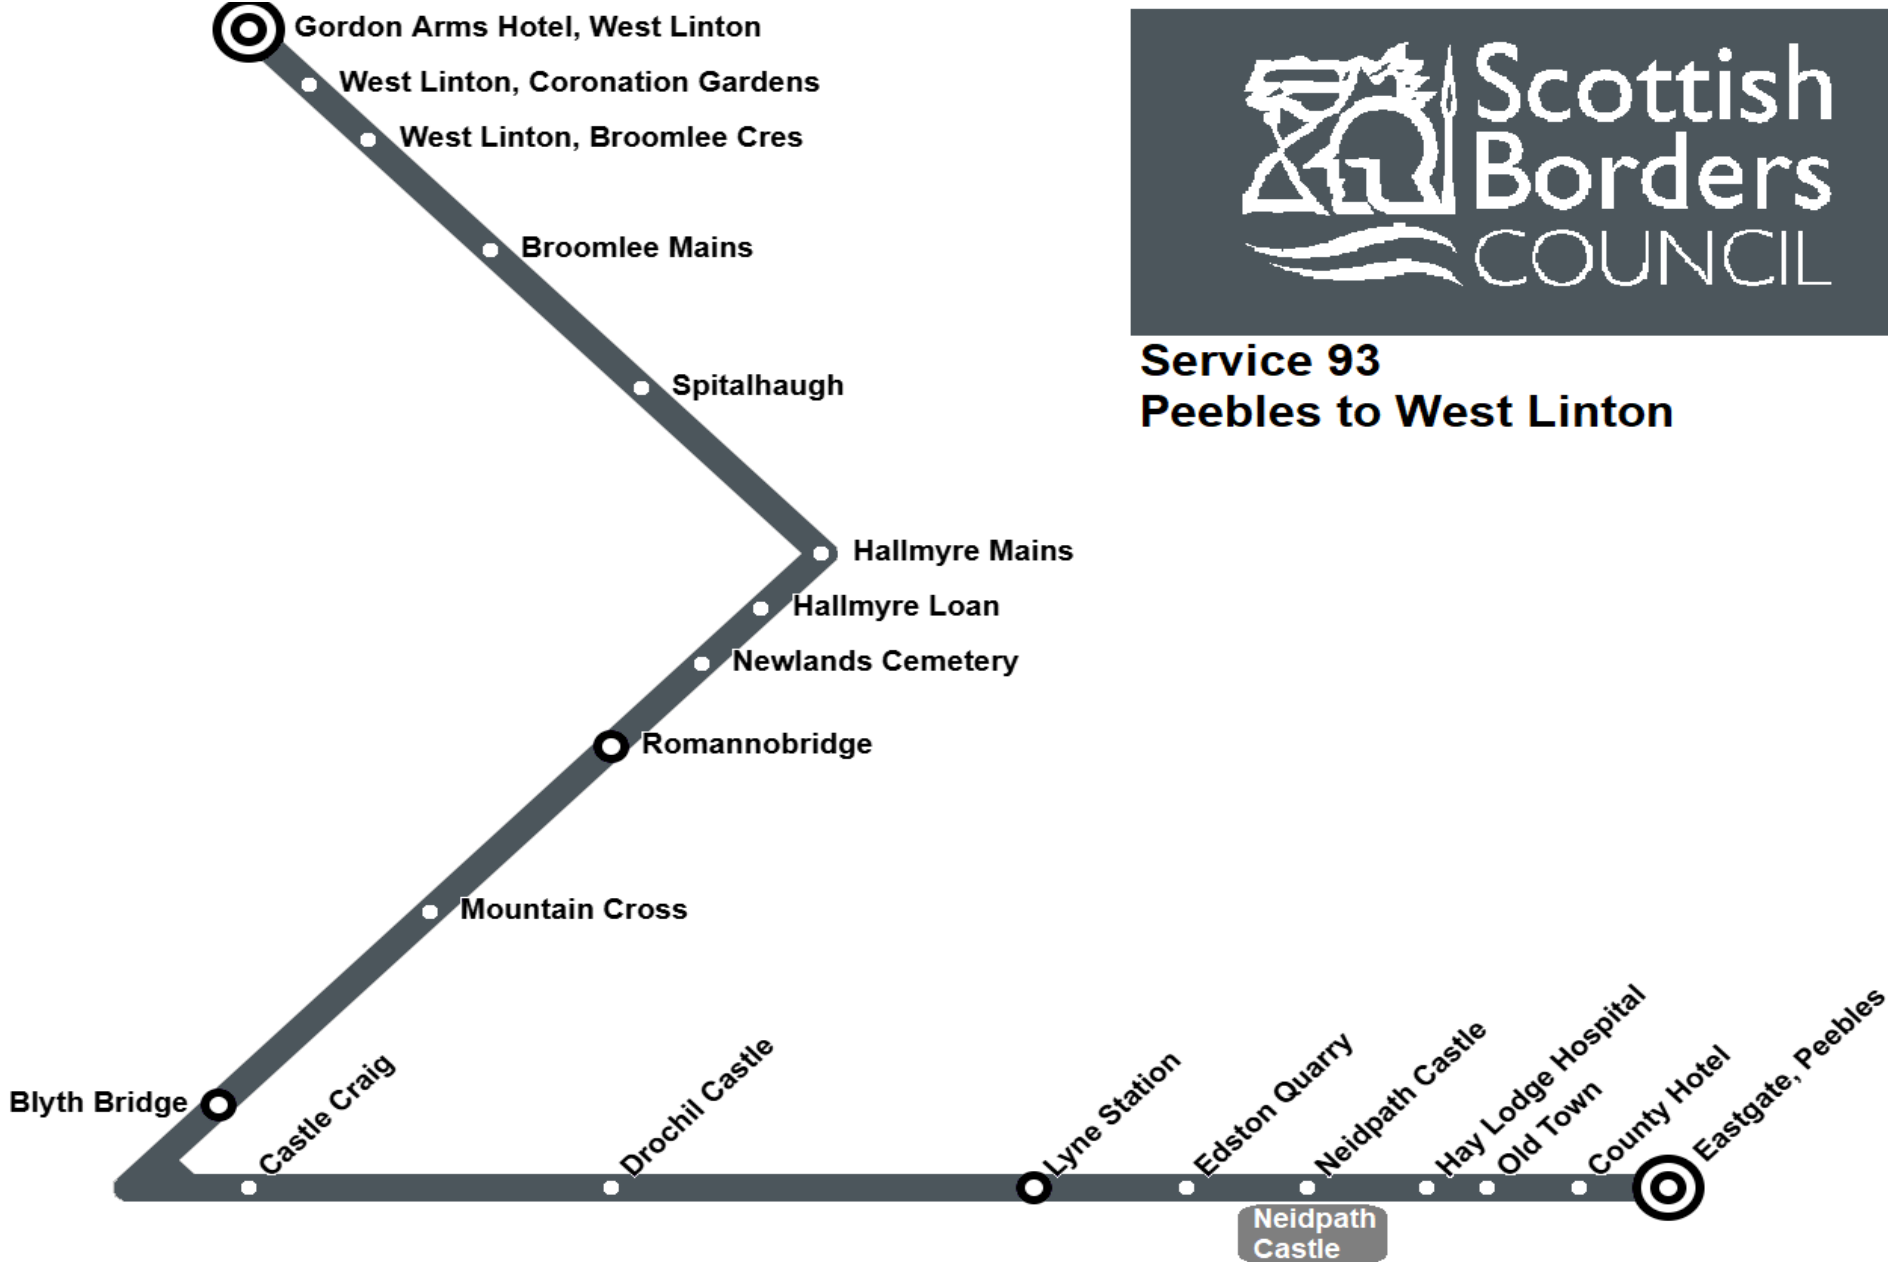 Gordon Arms Hotel, West Linton
West Linton, Coronation Gardens
West Linton, Broomlee Cres
Broomlee Mains
Spitalhaugh
Hallmyre Mains
Hallmyre Loan
Newlands Cemetery
Romannobridge
Mountain Cross
Blyth Bridge
Castle Craig
Drochil Castle
Lyne Station
Edston Quarry
Neidpath Castle
Hay Lodge Hospital
Old Town
County Hotel
Eastgate, Peebles
Neidpath
Castle
Scottish
Borders
COUNCIL
Service 93
Peebles to West Linton